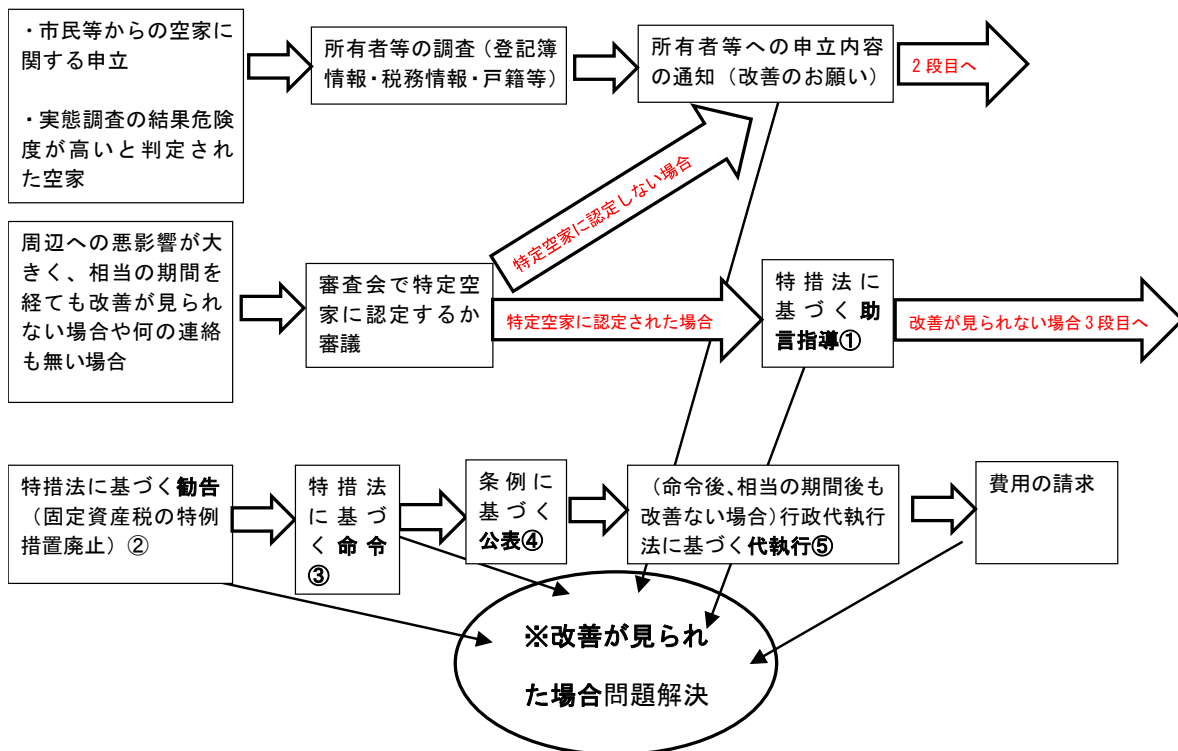 ・市民等からの空家に
関する申立
・実態調査の結果危険
度が高いと判定され
た空家
所有者等の調査（登記簿
情報・税務情報・戸籍等）
所有者等への申立内容
の通知（改善のお願い）
2段目へ
特定空家に認定しない場合
周辺への悪影響が大
きく、相当の期間を
経ても改善が見られ
ない場合や何の連絡
も無い場合
審査会で特定空
家に認定するか
審議
特定空家に認定された場合
特措法に
基づく助
言指導①
改善が見られない場合3段目へ
特措法に基づく勧告
（固定資産税の特例
措置廃止）②
特措法
に基づ
く命令
③
条例に
基づく
公表④
（命令後、相当の期間後も
改善ない場合）行政代執行
法に基づく代執行⑤
費用の請求
※改善が見られ
た場合問題解決